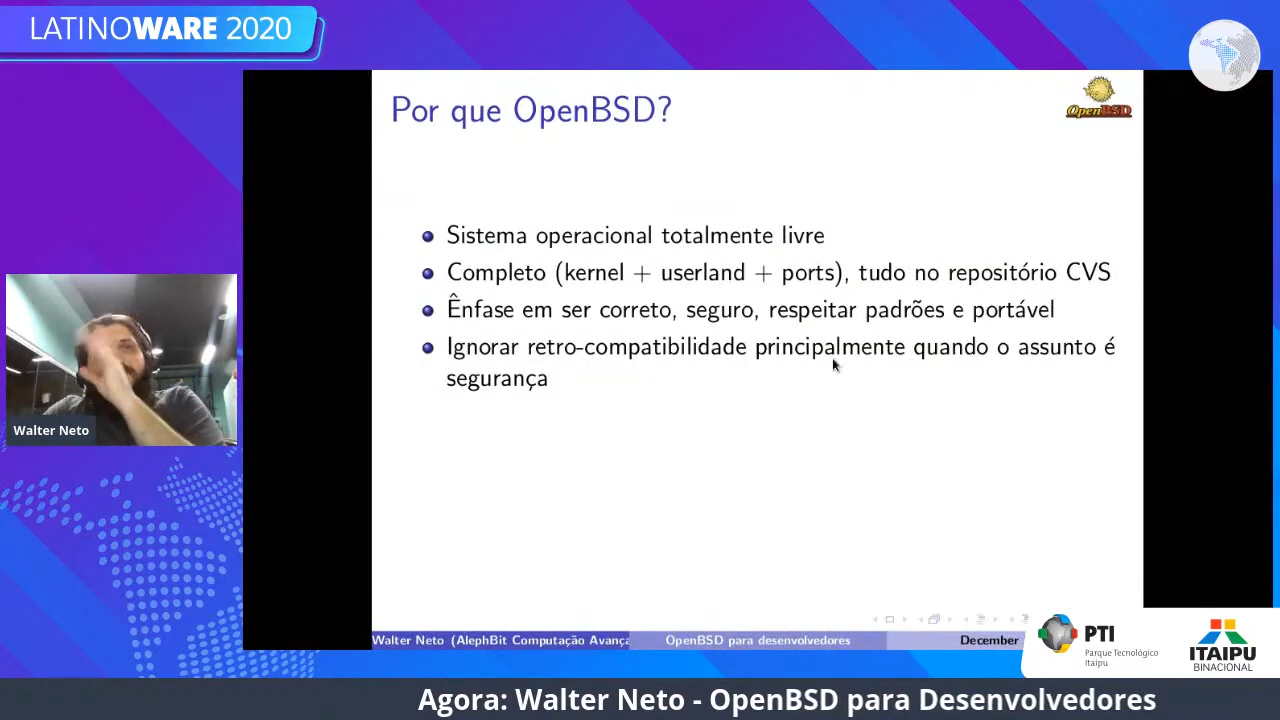 LATINOWARE 2020
Por que OpenBSD?
OpenBSD
Sistema operacional totalmente livre
Completo (kernel + userland + ports), tudo no repositório CVS
Ênfase em ser correto, seguro, respeitar padrões e portável
Ignorar retro-compatibilidade principalmente quando o assunto é
segurança
Walter Neto
Walter Neto (AlephBit Computação Avança
OpenBSD para desenvolvedores
December
PTI
Parque Tecnológico
Itaipu
ITAIPU
BINACIONAL
Agora: Walter Neto - OpenBSD para Desenvolvedores